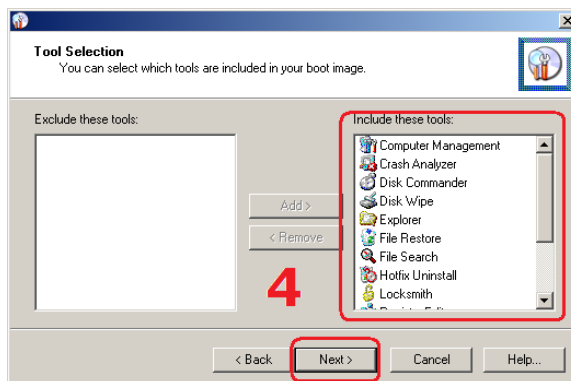 Tool Selection
You can select which tools are included in your boot image.
Exclude these tools:
Include these tools:
Computer Management
Crash Analyzer
Disk Commander
Disk Wipe
Explorer
File Restore
File Search
Hotfix Uninstall
Locksmith
Add >
< Remove
4
< Back
Next >
Cancel
Help...